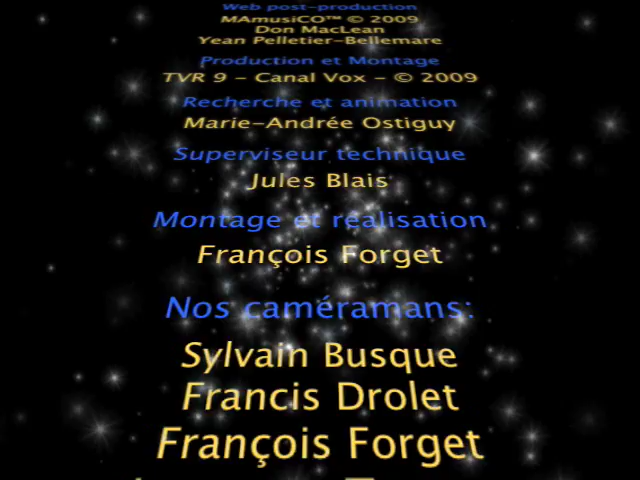 Web post-production
MAmusiCO™ © 2009
Don MacLean
Yean Pelletier-Bellemare
Production et Montage
TVR 9 - Canal Vox - © 2009
Recherche et animation
Marie-Andrée Ostiguy
Superviseur technique
Jules Blais
Montage et réalisation
François Forget
Nos caméramans:
Sylvain Busque
Francis Drolet
François Forget